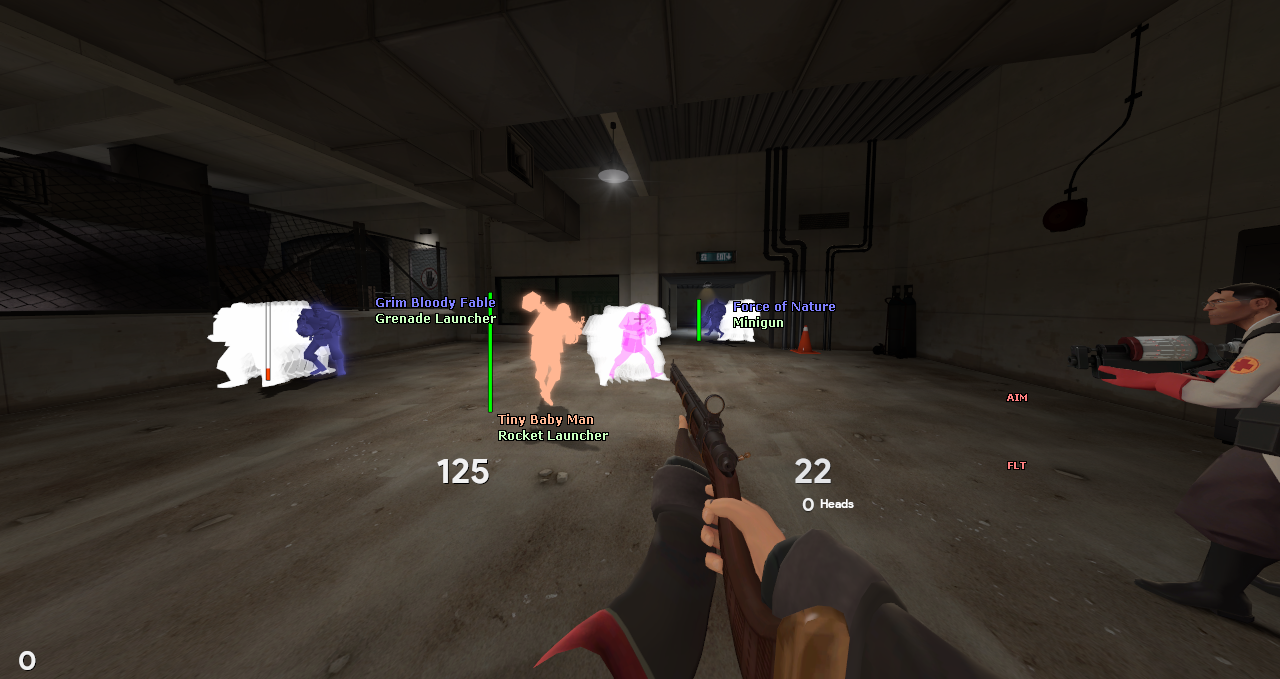 EXIT
Grim Bloody Fable
Grenade Launcher
Force of Nature
Minigun
Tiny Baby Man
Rocket Launcher
AIM
FLT
125
22
0 Heads
0